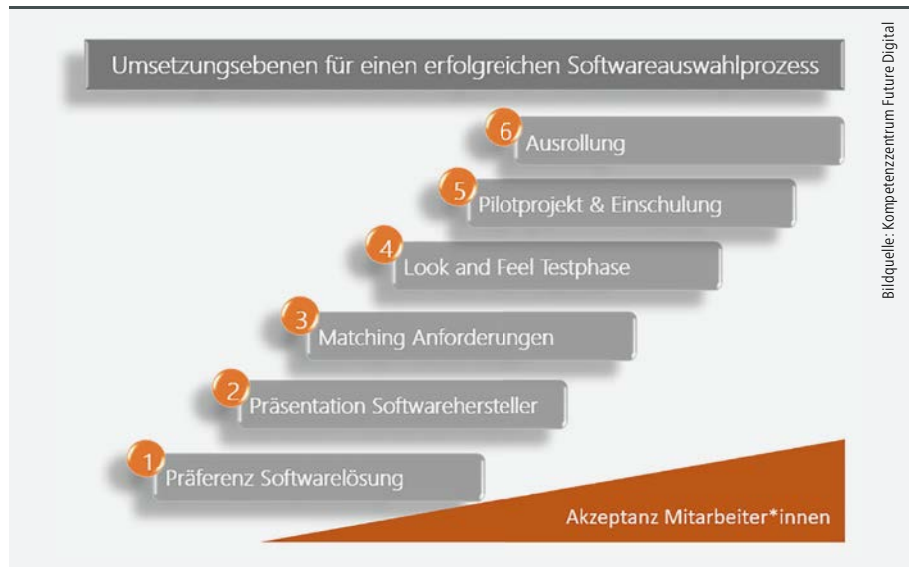 Umsetzungsebenen für einen erfolgreichen Softwareauswahlprozess
6 Ausrollung
5 Pilotprojekt & Einschulung
4 Look and Feel Testphase
3 Matching Anforderungen
2 Präsentation Softwarehersteller
1 Präferenz Softwarelösung
Akzeptanz Mitarbeiter*innen
Bildquelle: Kompetenzzentrum Future Digital